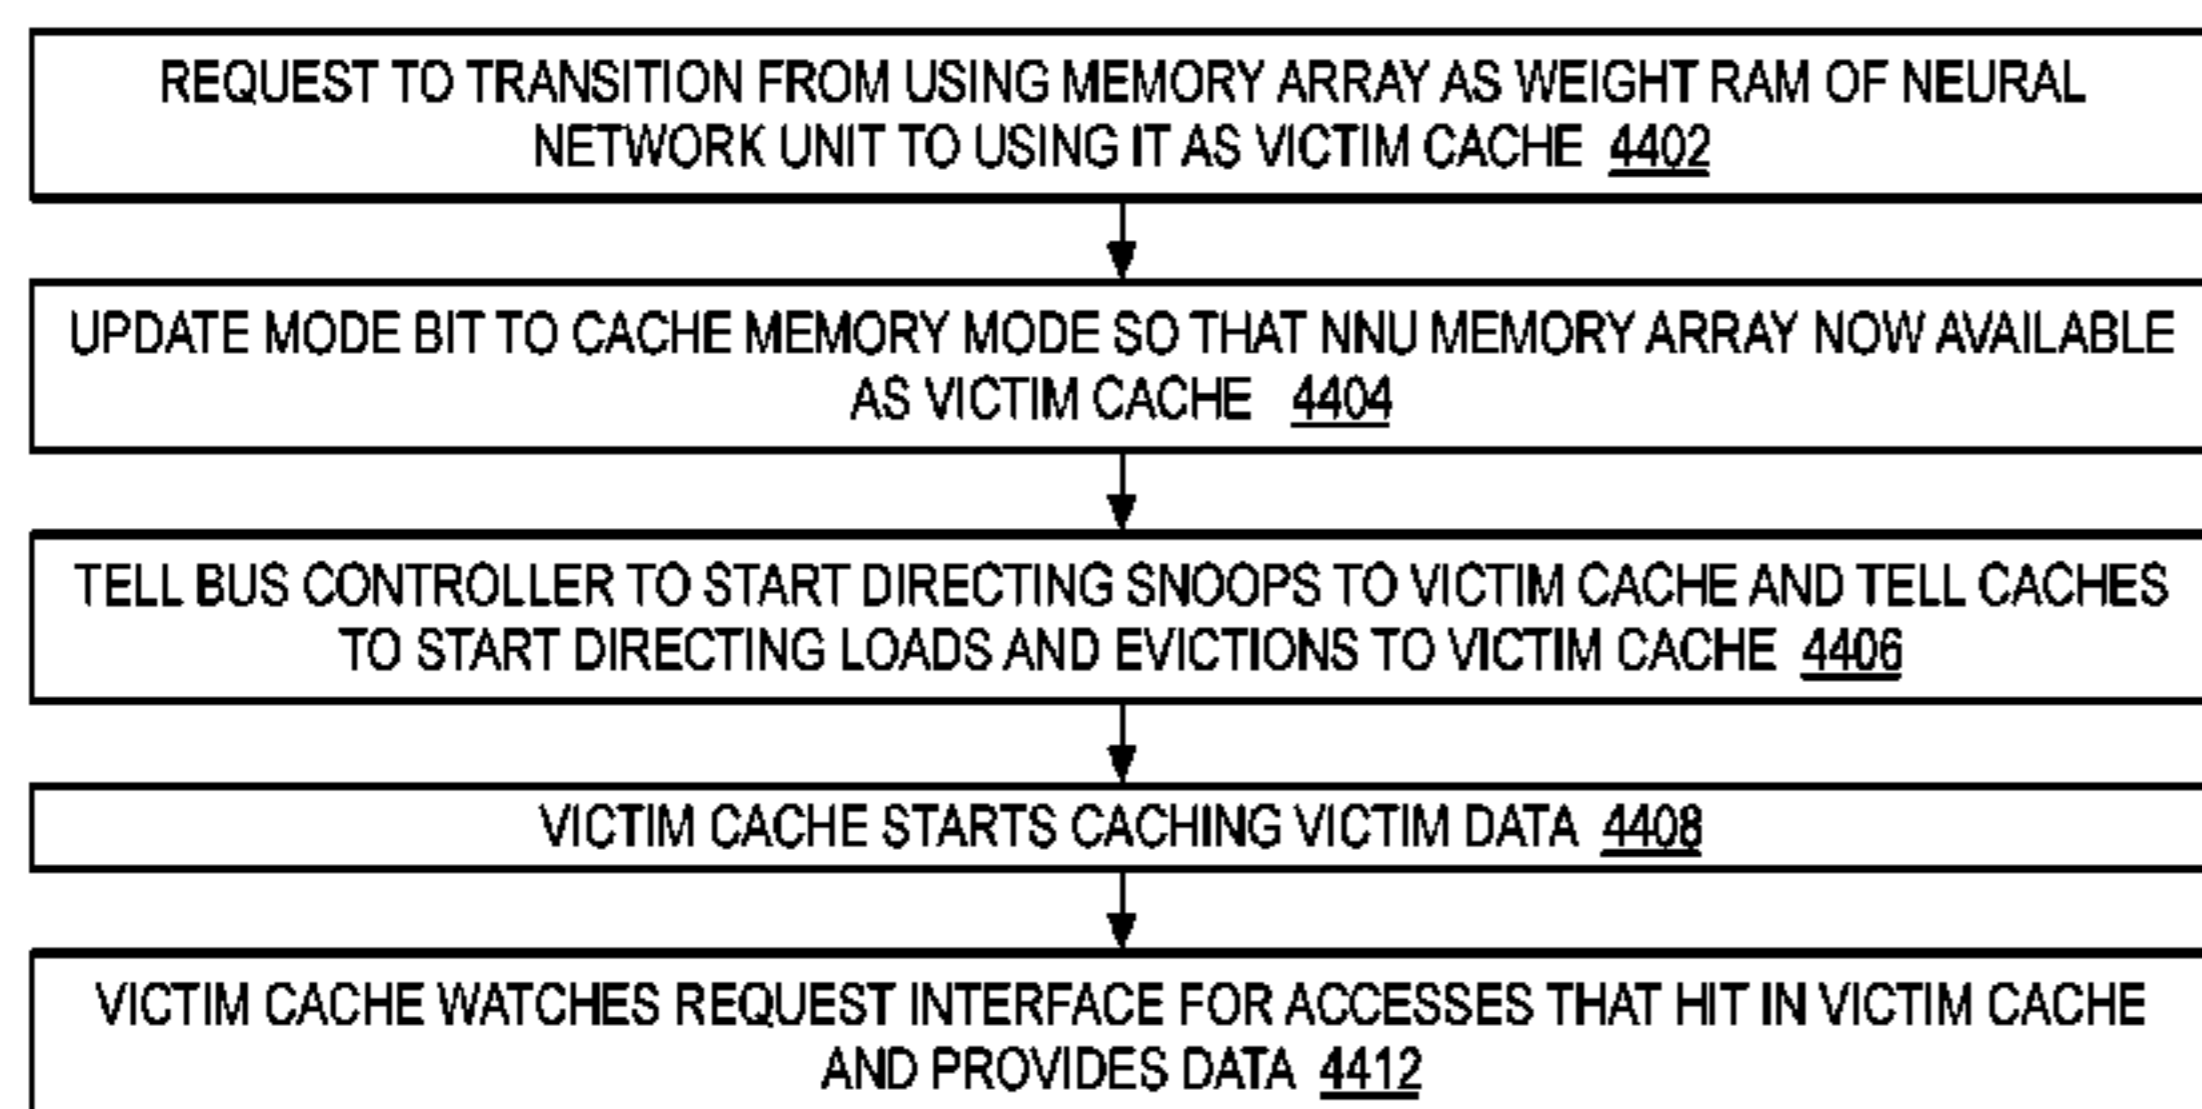 REQUEST TO TRANSITION FROM USING MEMORY ARRAY AS WEIGHT RAM OF NEURAL
NETWORK UNIT TO USING IT AS VICTIM CACHE 4402
UPDATE MODE BIT TO CACHE MEMORY MODE SO THAT NNU MEMORY ARRAY NOW AVAILABLE
AS VICTIM CACHE 4404
TELL BUS CONTROLLER TO START DIRECTING SNOOPS TO VICTIM CACHE AND TELL CACHES
TO START DIRECTING LOADS AND EVICTIONS TO VICTIM CACHE 4406
VICTIM CACHE STARTS CACHING VICTIM DATA 4408
VICTIM CACHE WATCHES REQUEST INTERFACE FOR ACCESSES THAT HIT IN VICTIM CACHE
AND PROVIDES DATA 4412